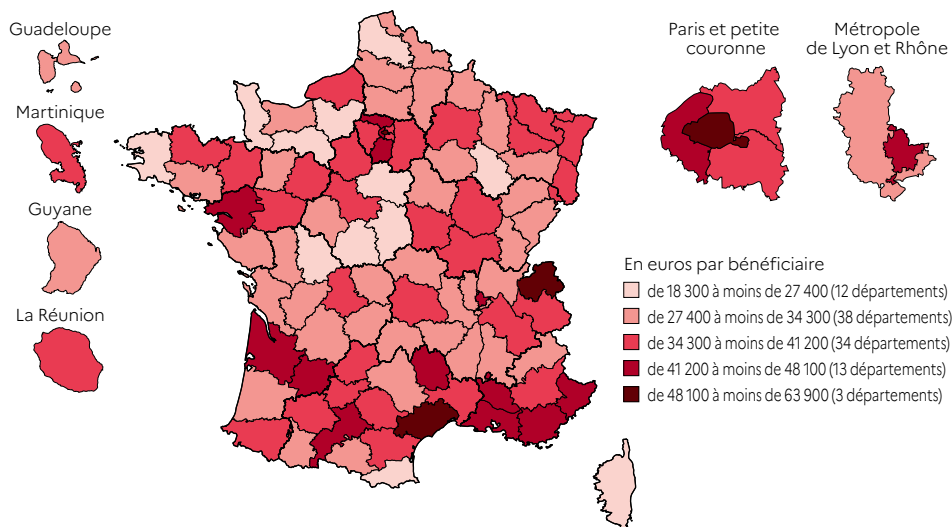 Guadeloupe
Martinique
Guyane
La Réunion
Paris et petite
couronne
Métropole
de Lyon et Rhône
En euros par bénéficiaire
de 18 300 à moins de 27 400 (12 départements)
de 27 400 à moins de 34 300 (38 départements)
de 34 300 à moins de 41 200 (34 départements)
de 41 200 à moins de 48 100 (13 départements)
de 48 100 à moins de 63 900 (3 départements)